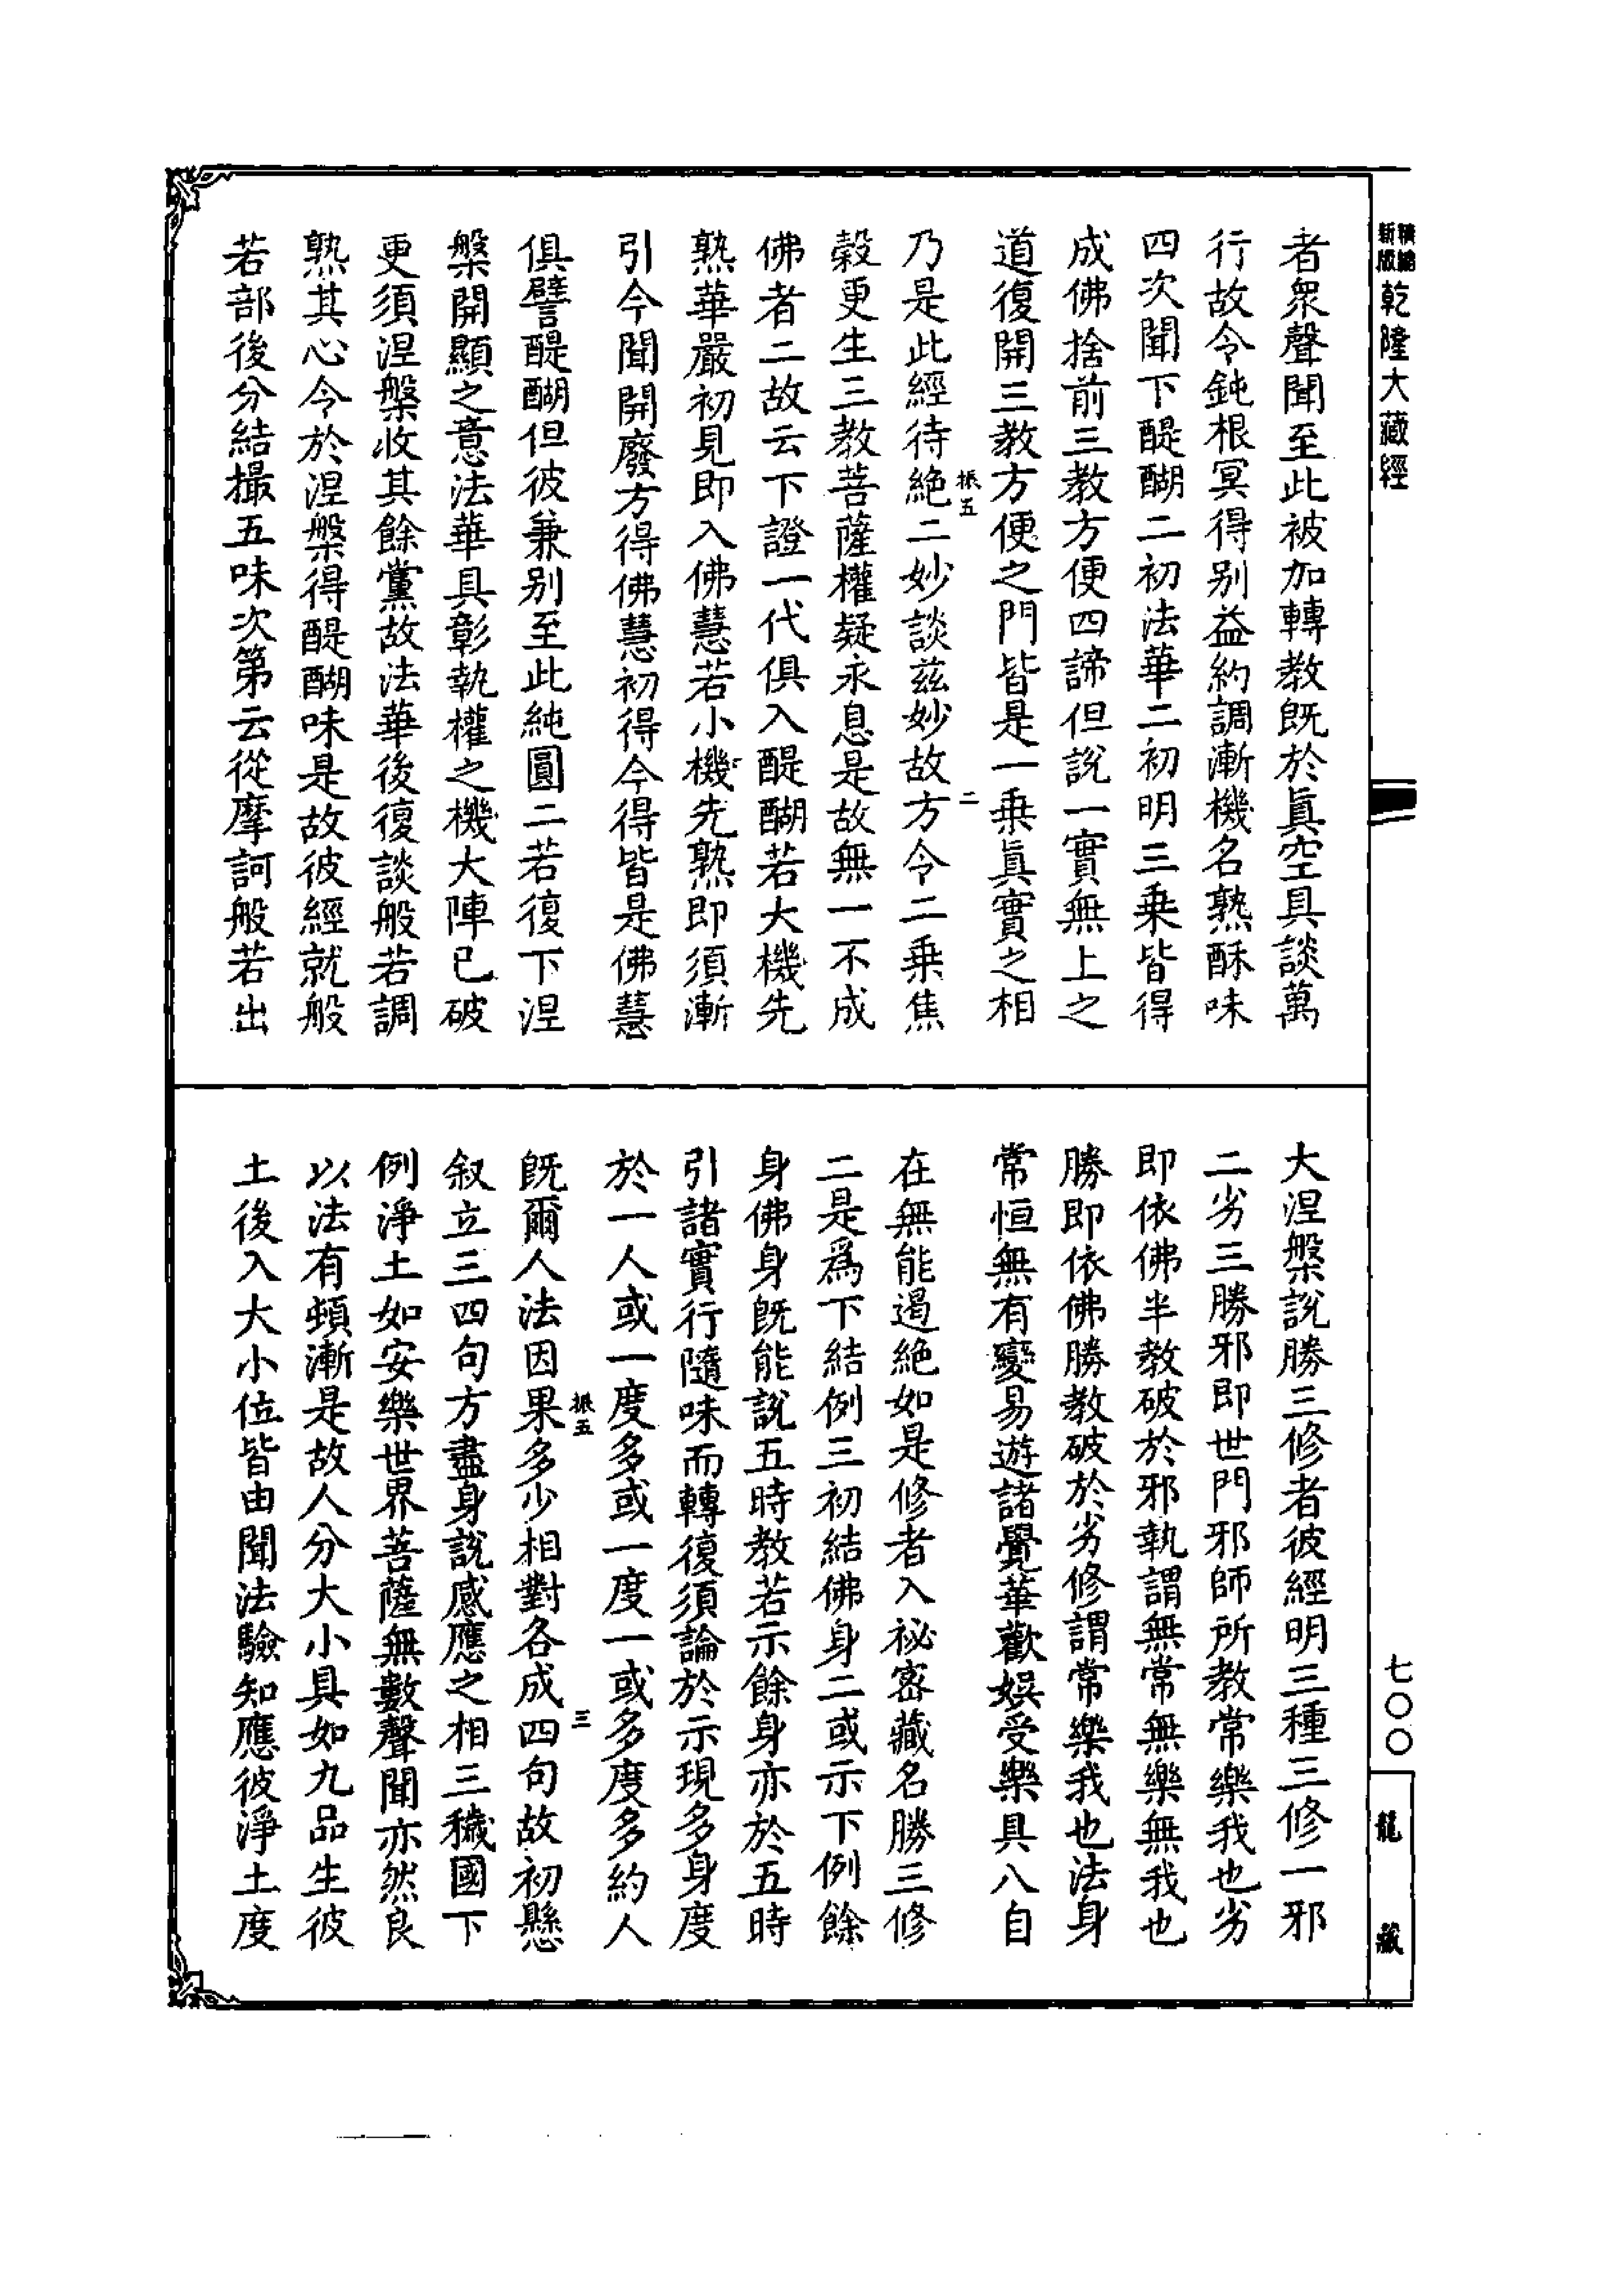 新版精縮乾隆大藏經
者衆聲聞至此被加轉教既於眞空具談萬
行故令鈍根冥得别益約調漸機名熟酥味
四次聞下醍醐二初法華二初明三乗皆得
成佛捨前三教方便四諦但説一實無上之
道復開三教方便之門皆是一乗眞實之相
乃是此經待絶二妙談兹妙故方令二乗焦
振五
二
榖更生三教菩薩權疑永息是故無一不成
佛者二故云下證一代俱入醍醐若大機先
熟華嚴初見即入佛慧若小機先熟即須漸
引今聞開廢方得佛慧初得今得皆是佛慧
俱譬醍醐但彼兼别至此純圓二若復下涅
槃開顯之意法華具彰執權之機大陣已破
更須涅槃收其餘黨故法華後復談般若調
熟其心令於涅槃得醍醐味是故彼經就般
若部後分結撮五味次第云從摩訶般若出
大涅槃説勝三修者彼經明三種三修一邪
二劣三勝邪即世門邪師所教常樂我也劣
即依佛半教破於邪執謂無常無樂無我也
勝即依佛勝教破於劣修謂常樂我也法身
常恒無有變易遊諸覺華歡娱受樂具八自
在無能遏絶如是修者入祕密藏名勝三修
二是爲下結例三初結佛身二或示下例餘
身佛身既能説五時教若示餘身亦於五時
引諸實行隨味而轉復須論於示現多身度
於一人或一度多或一度一或多度多約人
振五
三
既爾人法因果多少相對各成四句故初懸
叙立三四句方盡身説感應之相三穢國下
例淨土如安樂世界菩薩無數聲聞亦然良
以法有頓漸是故人分大小具如九品生彼
土後入大小位皆由聞法驗知應彼淨土度
七〇〇
龍藏